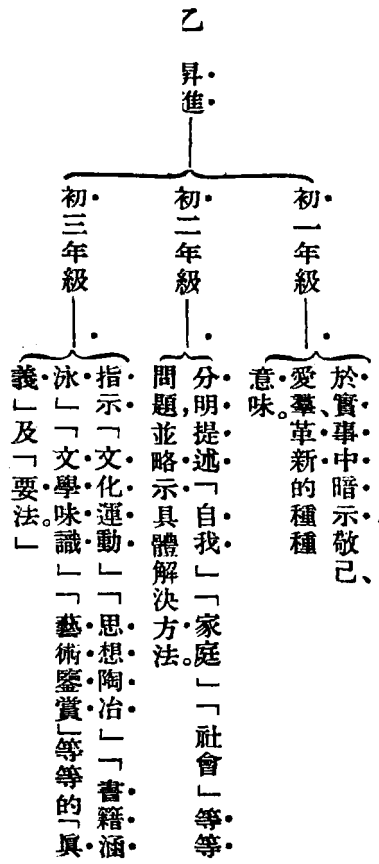 乙 昇進
初一年級
於實事中暗示敬己、
愛羣、革新的種種
意味。
初二年級
分明提述「自我」「家庭」「社會」等等
問題，並略示具體解決方法。
初三年級
指示「文化運動」「思想陶冶」「書籍涵
泳」「文學味識」「藝術鑒賞」等等的「眞
義」及「要法。」